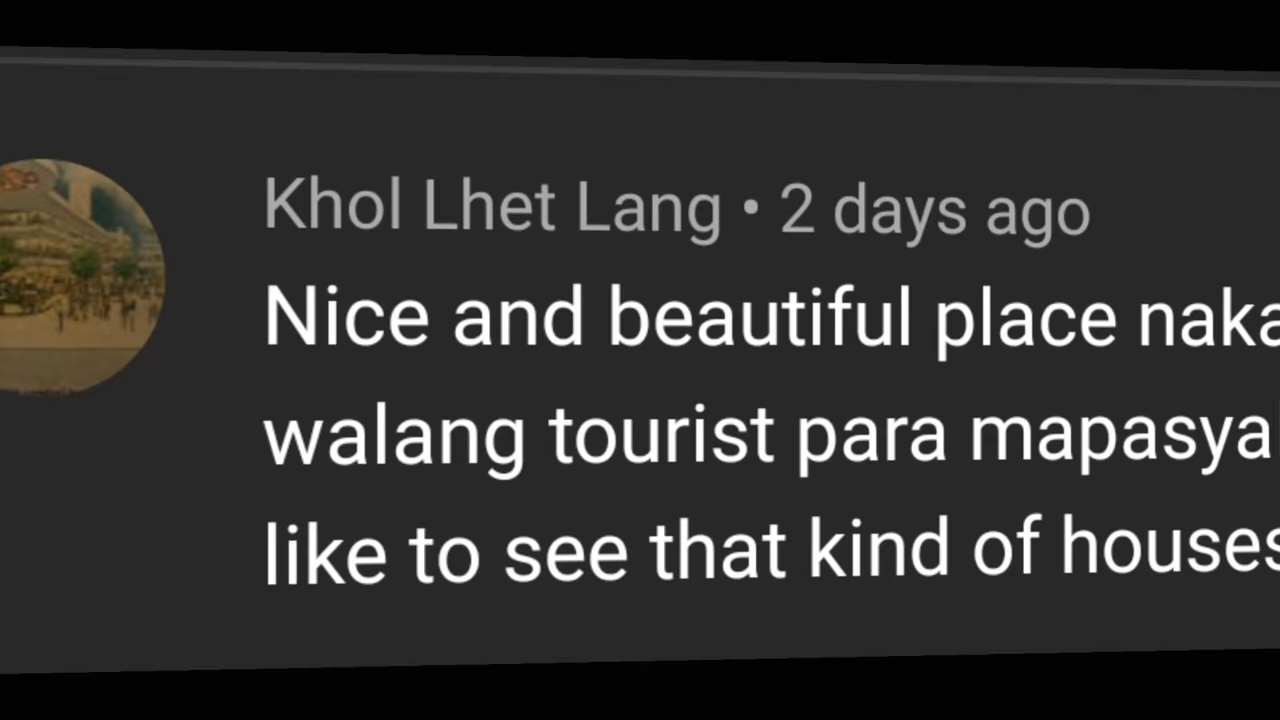 Khol Lhet Lang • 2 days ago
Nice and beautiful place
walang tourist para mapasya
like to see that kind of houses